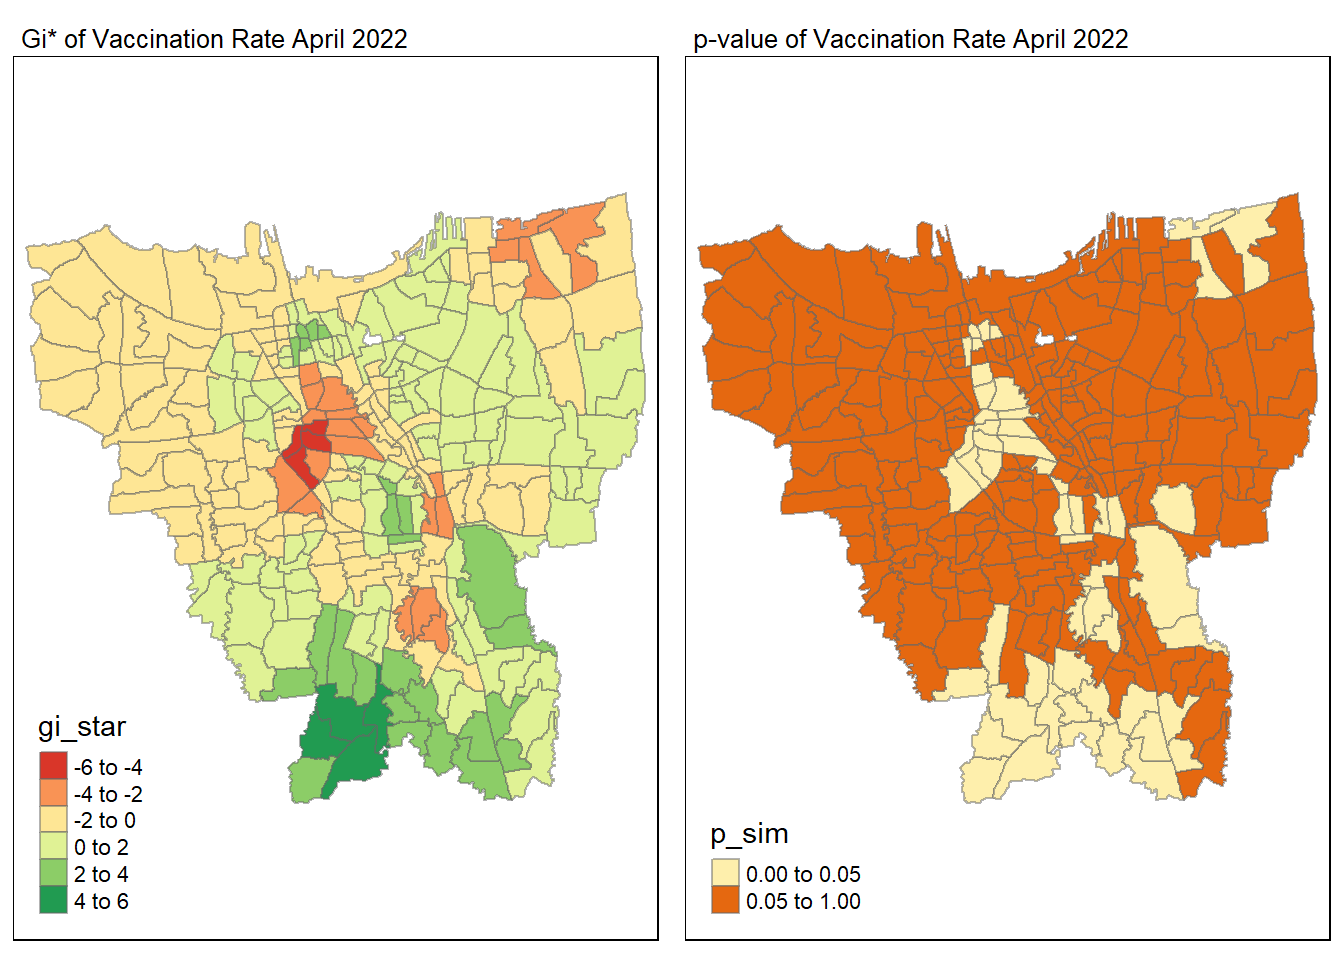 Gi* of Vaccination Rate April 2022
gi_star
-6 to -4
-4 to -2
-2 to 0
0 to 2
2 to 4
4 to 6
p-value of Vaccination Rate April 2022
p_sim
0.00 to 0.05
0.05 to 1.00